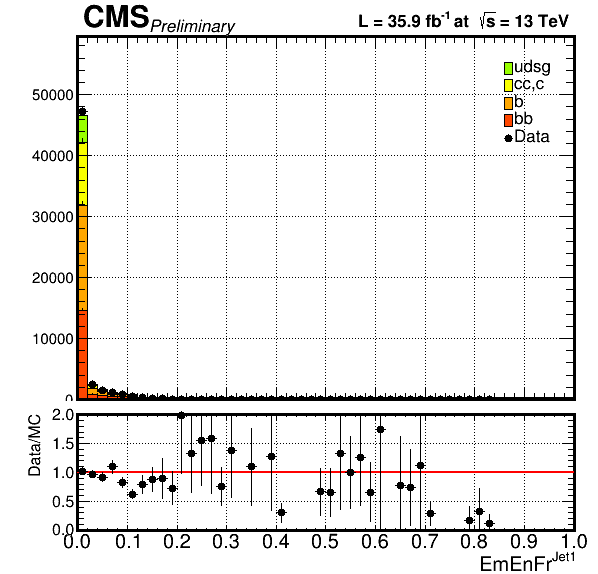 CMS Preliminary L = 35.9 fb⁻¹ at √s = 13 TeV
udsg
cc,c
b
bb
Data
50000
40000
30000
20000
10000
0
Data/MC
2.0
1.5
1.0
0.5
0.0
0.0 0.1 0.2 0.3 0.4 0.5 0.6 0.7 0.8 0.9 1.0
EmEnFr^Jet1